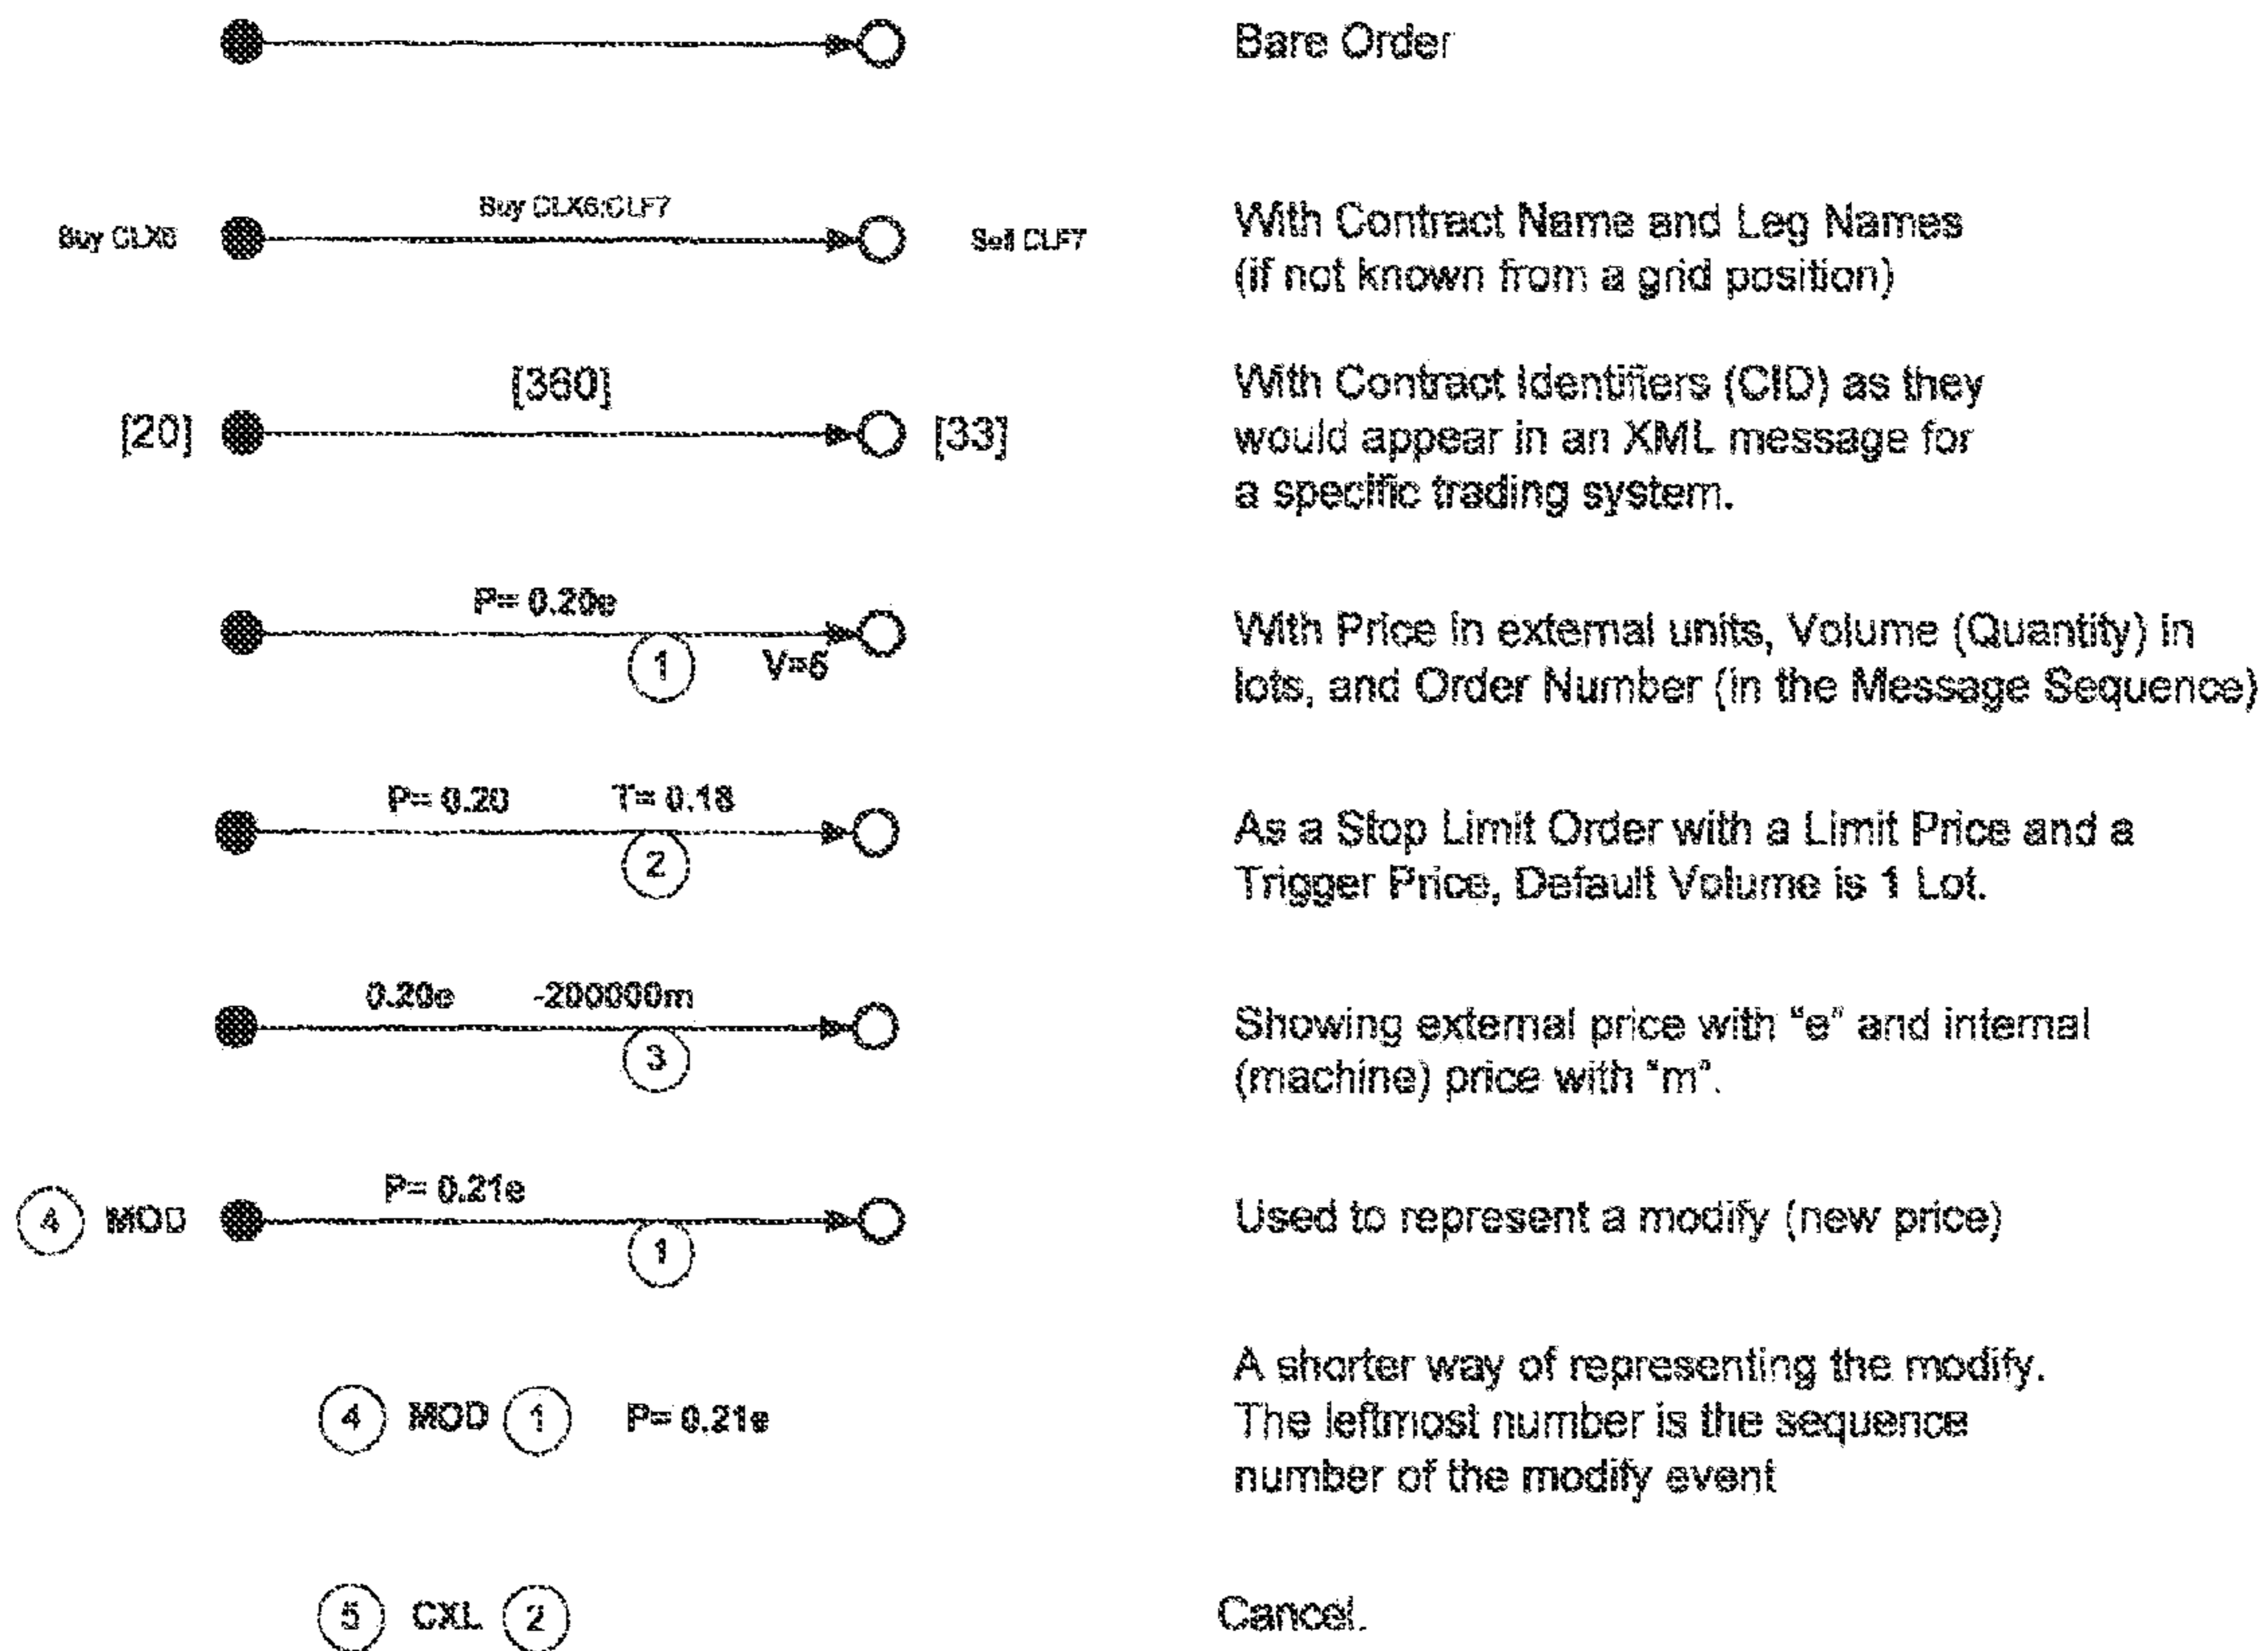 Bare Order
Buy CLX6 Buy CLX6:CLF7 Sell CLF7
With Contract Name and Leg Names
(if not known from a grid position)
[20] [360] [33]
With Contract Identifiers (CID) as they
would appear in an XML message for
a specific trading system.
P= 0.20e
1 V=5
With Price in external units, Volume (Quantity) in
lots, and Order Number (in the Message Sequence)
P= 0.20 T= 0.18
2
As a Stop Limit Order with a Limit Price and a
Trigger Price, Default Volume is 1 Lot.
0.20e -200000m
3
Showing external price with “e” and internal
(machine) price with “m”.
4 MOD P= 0.21e
1
Used to represent a modify (new price)
4 MOD 1 P= 0.21e
A shorter way of representing the modify.
The leftmost number is the sequence
number of the modify event
5 CXL 2
Cancel.